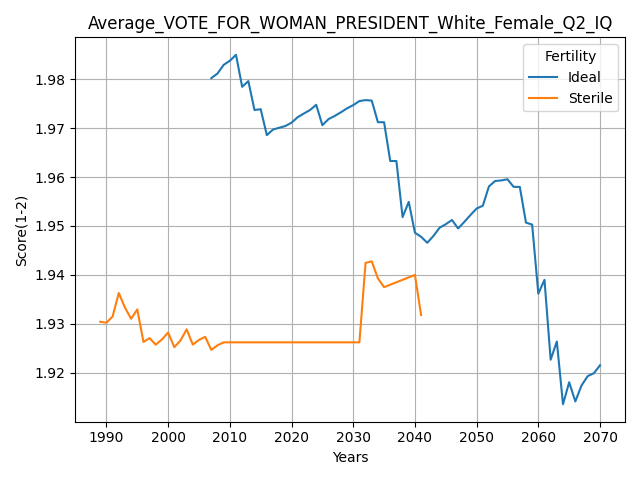 Average_VOTE_FOR_WOMAN_PRESIDENT_White_Female_Q2_IQ
Fertility
Ideal
Sterile
Score(1-2)
1.98
1.97
1.96
1.95
1.94
1.93
1.92
1990 2000 2010 2020 2030 2040 2050 2060 2070
Years